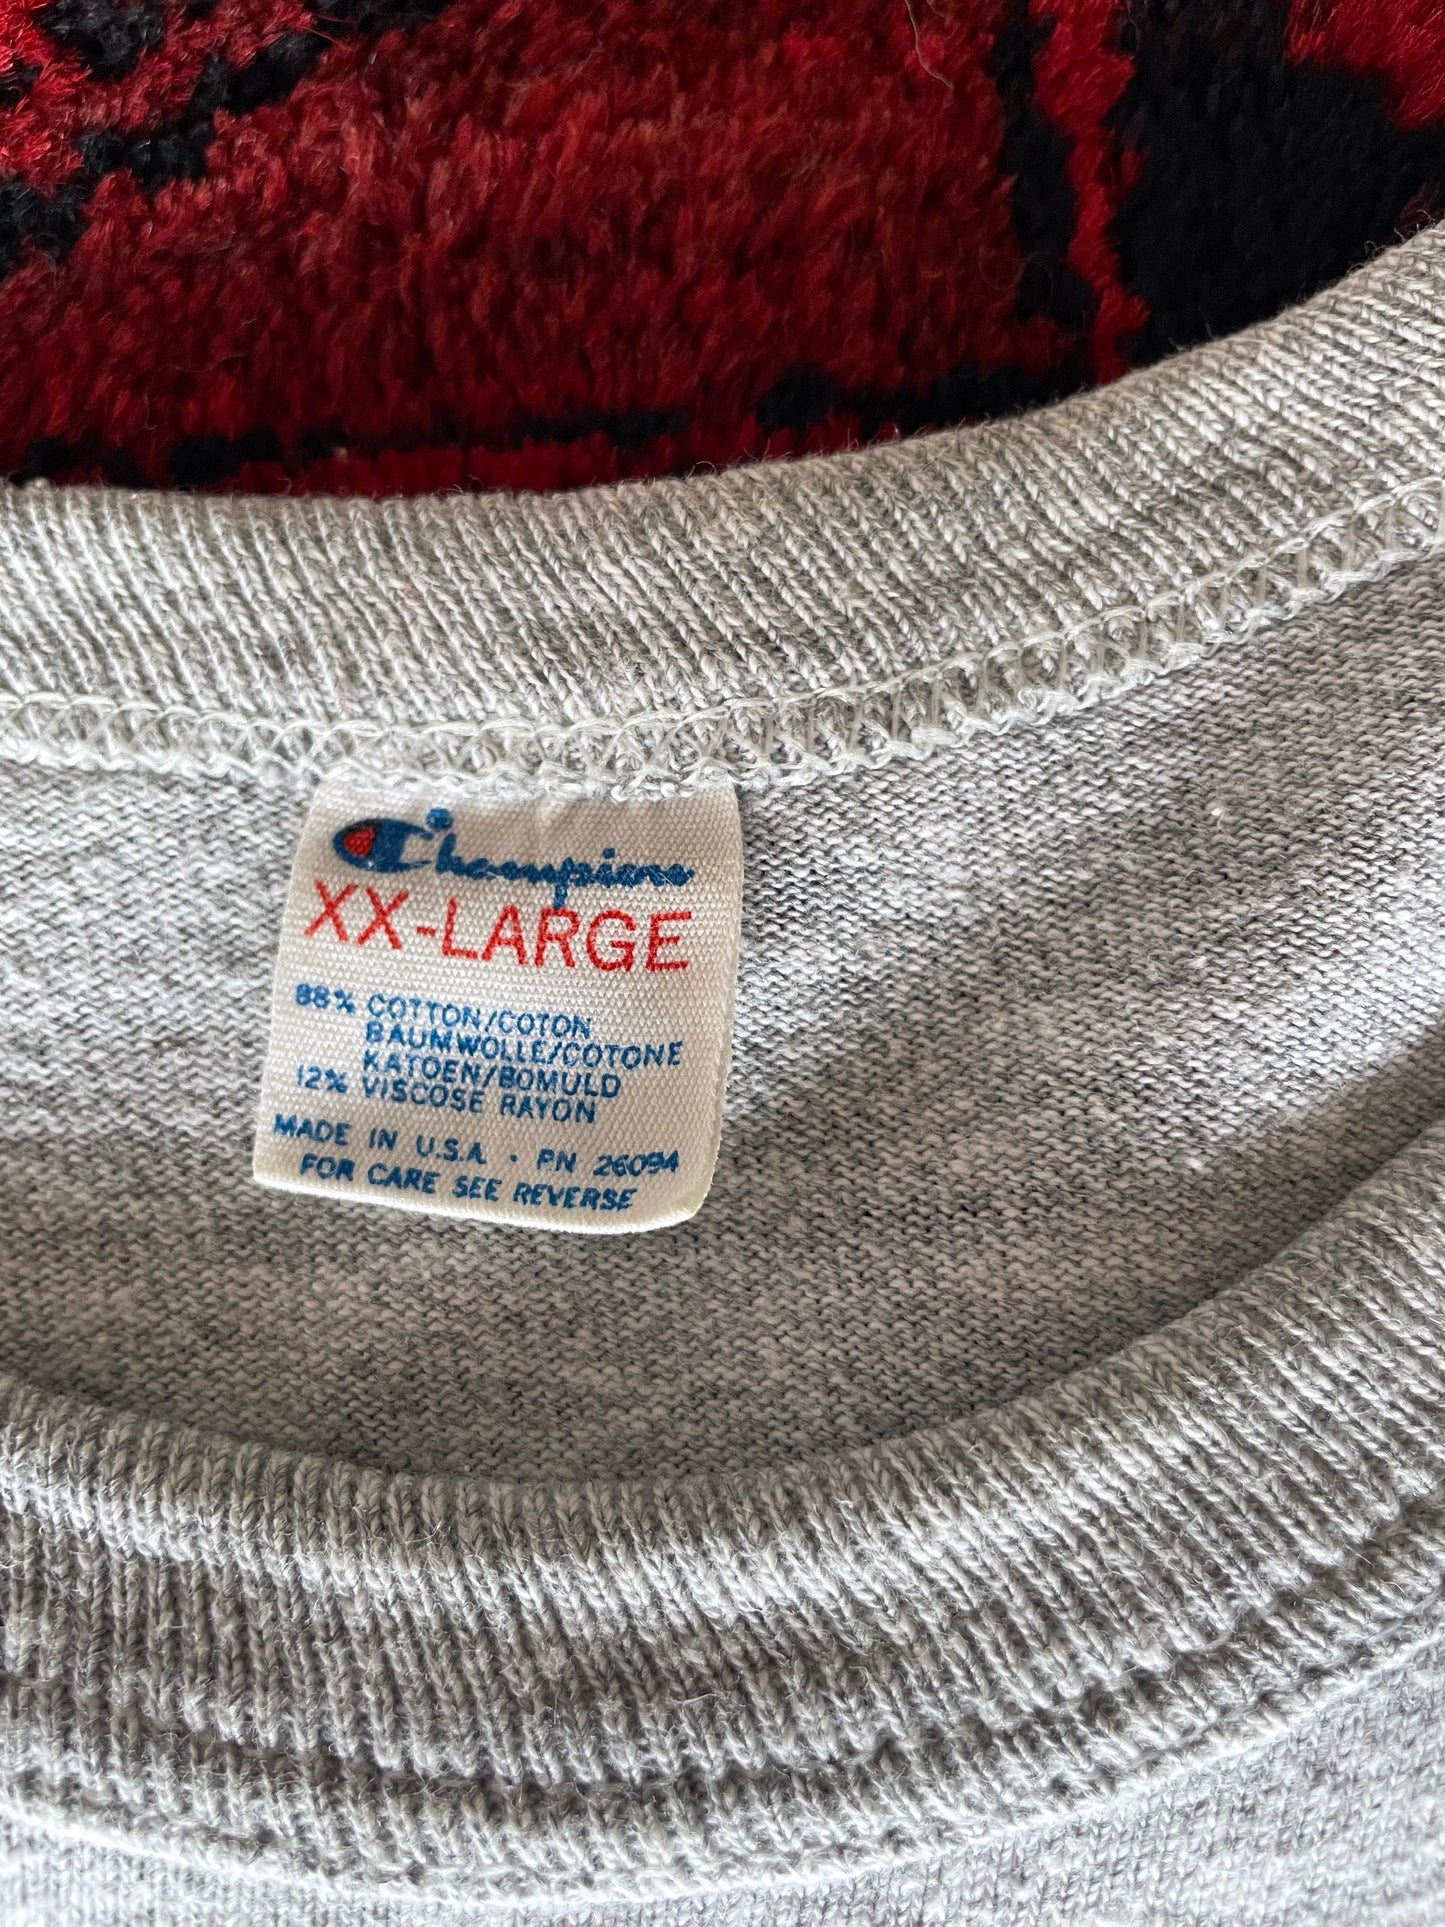 Champion
XX-LARGE
88% COTTON/COTON
BAUMWOLLE/COTONE
KATOEN/BOMULD
12% VISCOSE RAYON
MADE IN U.S.A. · PN 26094
FOR CARE SEE REVERSE